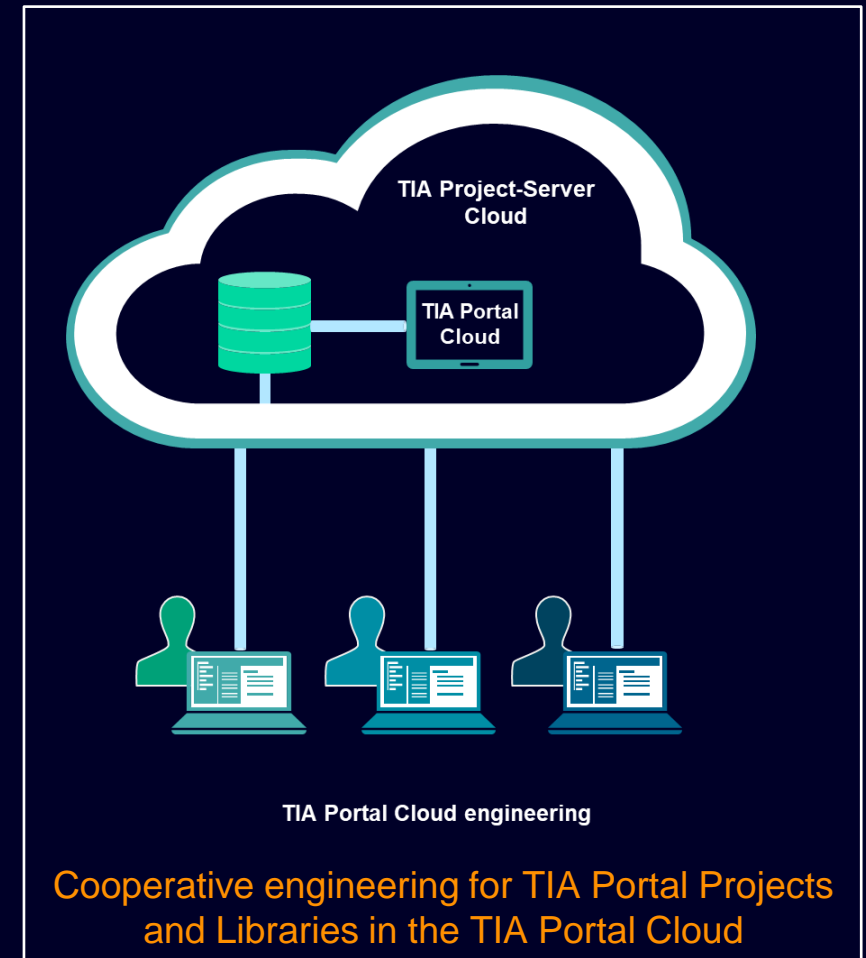 TIA Project-Server
Cloud
TIA Portal
Cloud
TIA Portal Cloud engineering
Cooperative engineering for TIA Portal Projects
and Libraries in the TIA Portal Cloud